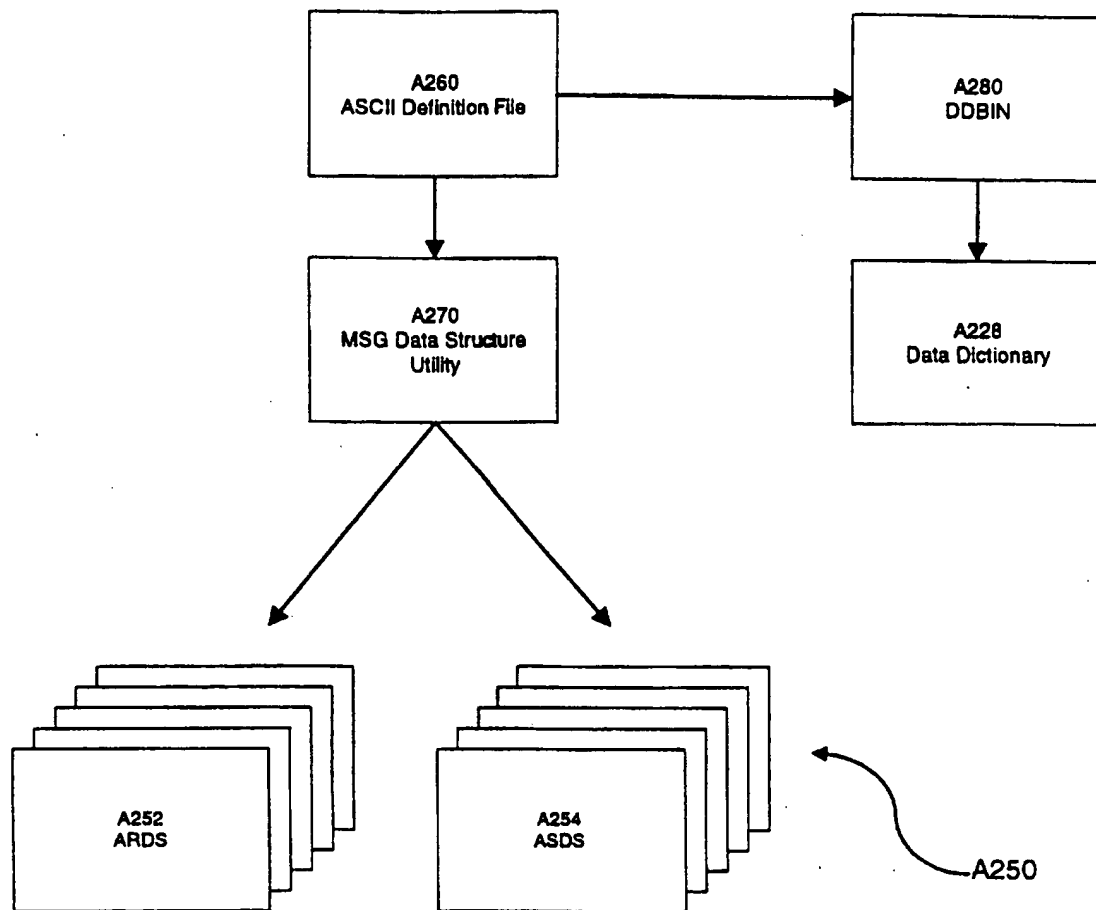 A260
ASCII Definition File
A280
DDBIN
A270
MSG Data Structure
Utility
A228
Data Dictionary
A252
ARDS
A254
ASDS
A250